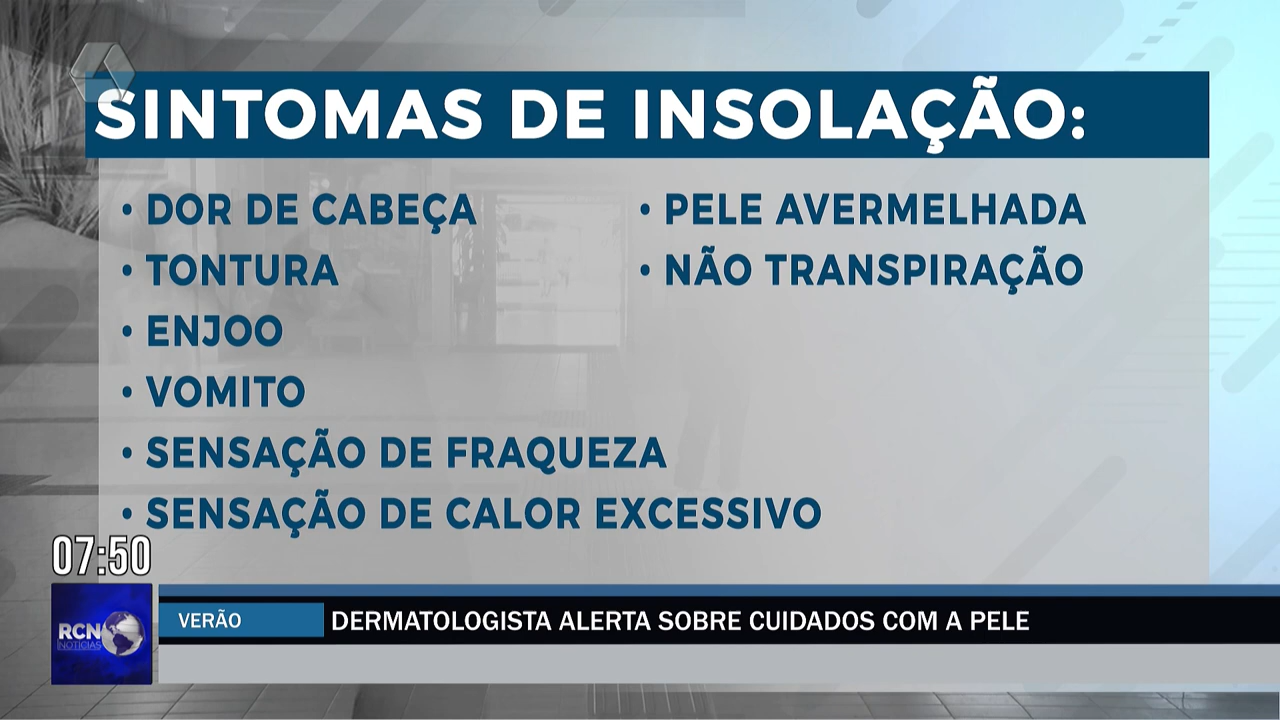 SINTOMAS DE INSOLAÇÃO:
• DOR DE CABEÇA
• TONTURA
• ENJOO
• VOMITO
• SENSAÇÃO DE FRAQUEZA
• SENSAÇÃO DE CALOR EXCESSIVO
• PELE AVERMELHADA
• NÃO TRANSPIRAÇÃO
07:50
RCN
NOTÍCIAS
VERÃO
DERMATOLOGISTA ALERTA SOBRE CUIDADOS COM A PELE